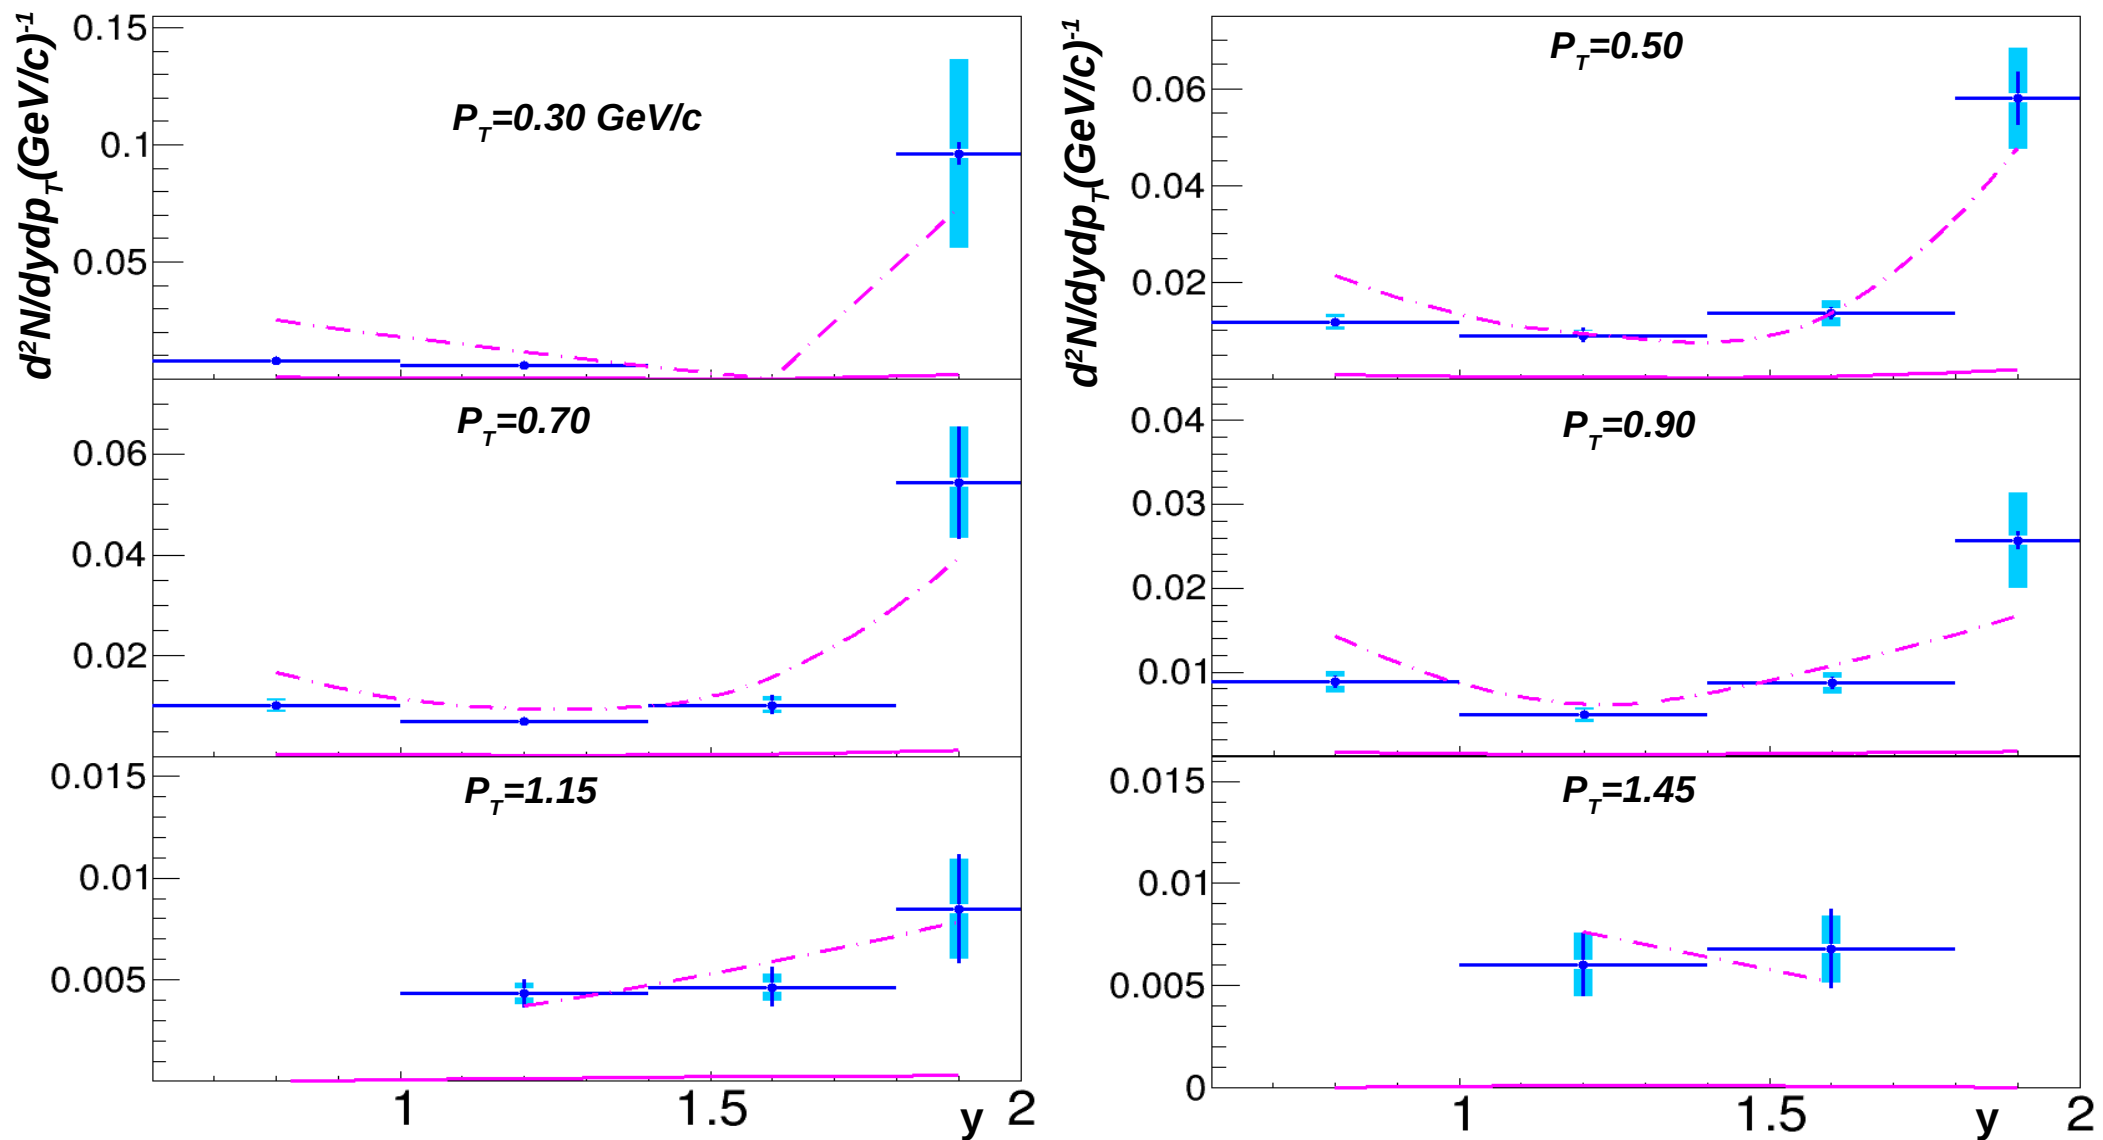 d²N/dydp_T(GeV/c)⁻¹
0.15
0.1
0.05
P_T=0.30 GeV/c
d²N/dydp_T(GeV/c)⁻¹
0.06
0.04
0.02
P_T=0.50
0.06
0.04
0.02
P_T=0.70
0.04
0.03
0.02
0.01
P_T=0.90
0.015
0.01
0.005
P_T=1.15
1 1.5 y 2
0.015
0.01
0.005
0
P_T=1.45
1 1.5 y 2